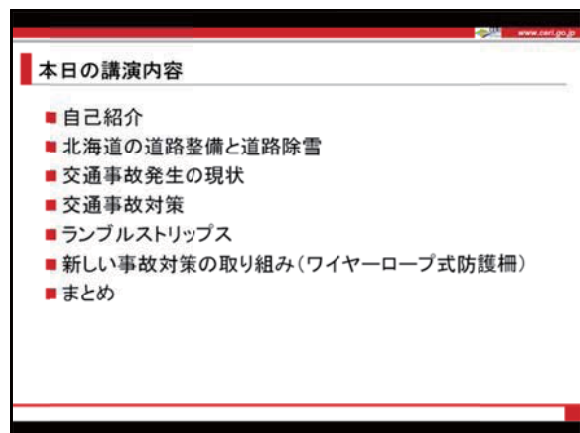 www.ceri.go.jp
本日の講演内容
自己紹介
北海道の道路整備と道路除雪
交通事故発生の現状
交通事故対策
ランブルストリップス
新しい事故対策の取り組み（ワイヤーロープ式防護柵）
まとめ